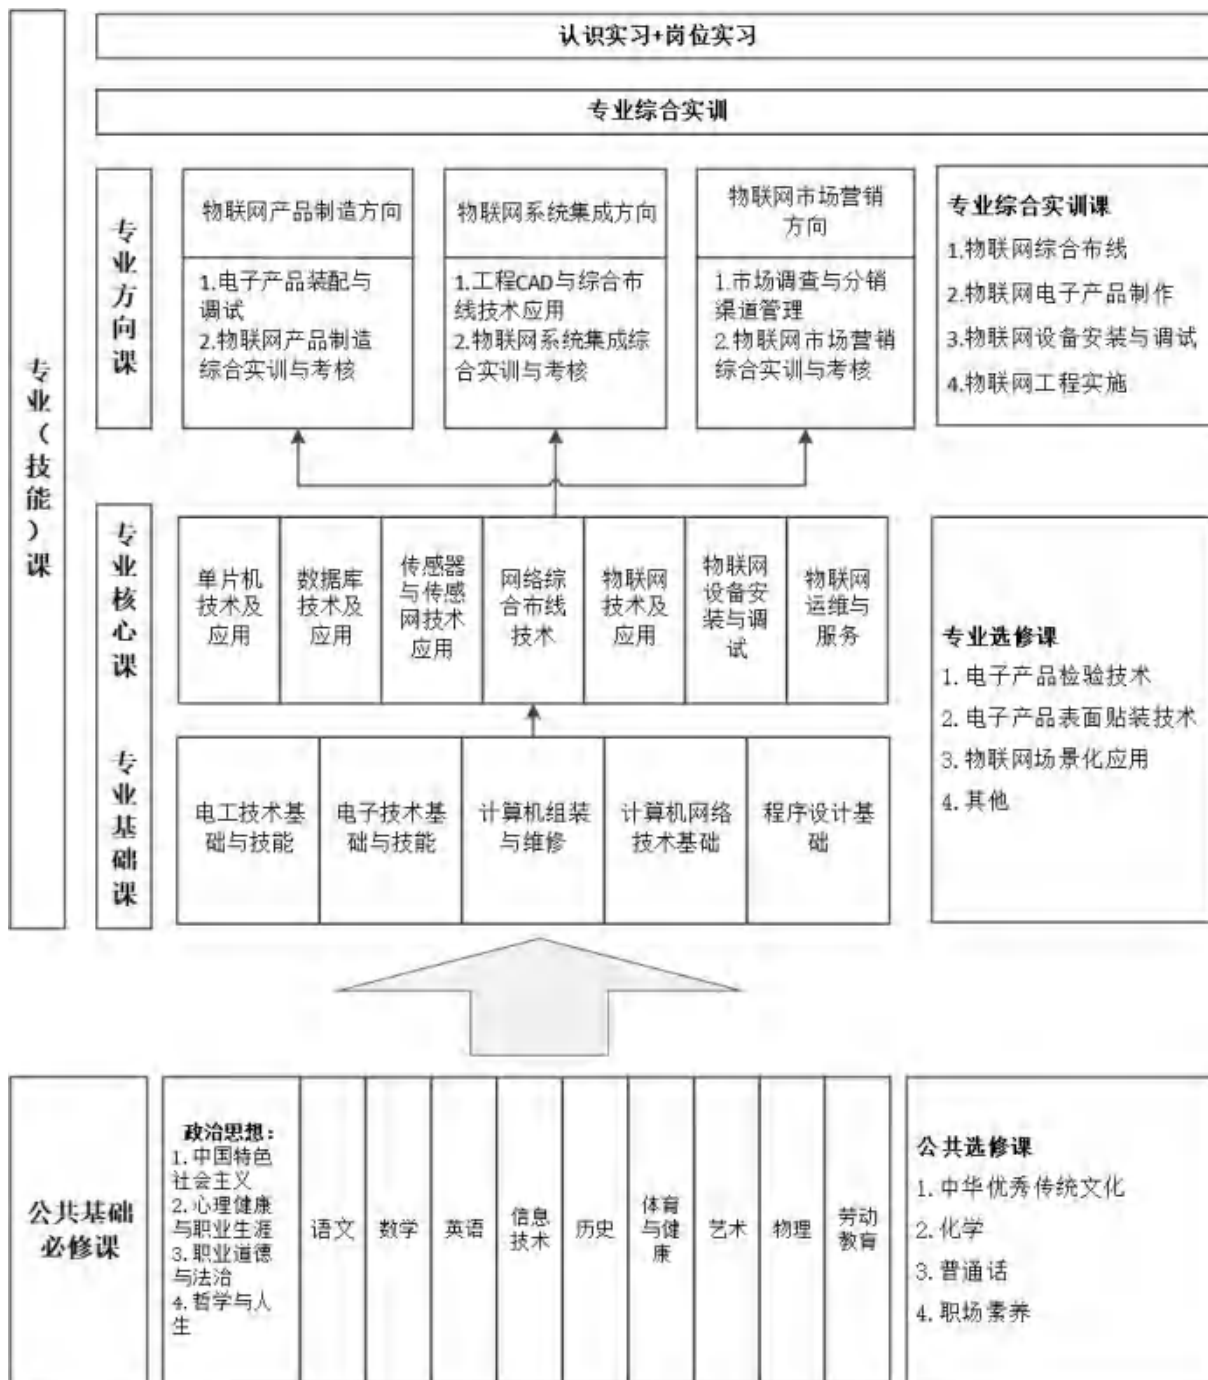 认识实习+岗位实习
专业综合实训
专业（技能）课
专业方向课
物联网产品制造方向
1.电子产品装配与
调试
2.物联网产品制造
综合实训与考核
物联网系统集成方向
1.工程CAD与综合布
线技术应用
2.物联网系统集成综
合实训与考核
物联网市场营销
方向
1.市场调查与分销
渠道管理
2.物联网市场营销
综合实训与考核
专业综合实训课
1.物联网综合布线
2.物联网电子产品制作
3.物联网设备安装与调试
4.物联网工程实施
专业核心课
单片机
技术及
应用
数据库
技术及
应用
传感器
与传感
网技术
应用
网络综
合布线
技术
物联网
技术及
应用
物联网
设备安
装与调
试
物联网
运维与
服务
专业基础课
电工技术基
础与技能
电子技术基
础与技能
计算机组装
与维修
计算机网络
技术基础
程序设计基
础
专业选修课
1.电子产品检验技术
2.电子产品表面贴装技术
3.物联网场景化应用
4.其他
公共基础
必修课
政治思想：
1.中国特色
社会主义
2.心理健康
与职业生涯
3.职业道德
与法治
4.哲学与人
生
语文
数学
英语
信息
技术
历史
体育
与健
康
艺术
物理
劳动
教育
公共选修课
1.中华优秀传统文化
2.化学
3.普通话
4.职场素养